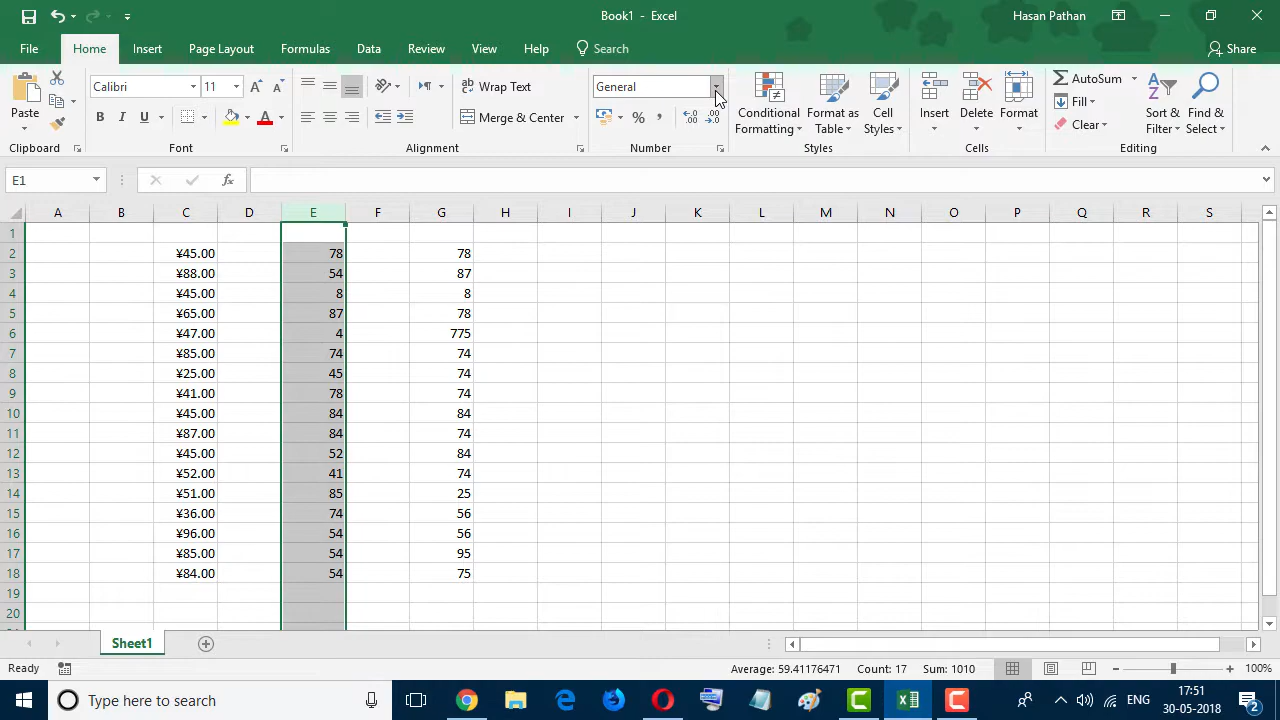 Book1 - Excel
Hasan Pathan
File Home Insert Page Layout Formulas Data Review View Help Search Share
Calibri 11 Wrap Text General AutoSum
Paste B I U Merge & Center % , Conditional Formatting Format as Table Cell Styles Insert Delete Format Fill Clear Sort & Filter Find & Select
Clipboard Font Alignment Number Styles Cells Editing
E1 fx
A B C D E F G H I J K L M N O P Q R S
1
2 ¥45.00 78 78
3 ¥88.00 54 87
4 ¥45.00 8 8
5 ¥65.00 87 78
6 ¥47.00 4 775
7 ¥85.00 74 74
8 ¥25.00 45 74
9 ¥41.00 78 74
10 ¥45.00 84 84
11 ¥87.00 84 74
12 ¥45.00 52 84
13 ¥52.00 41 74
14 ¥51.00 85 25
15 ¥36.00 74 56
16 ¥96.00 54 56
17 ¥85.00 54 95
18 ¥84.00 54 75
19
20
Sheet1
Ready Average: 59.41176471 Count: 17 Sum: 1010 100%
Type here to search ENG 17:51
30-05-2018 2